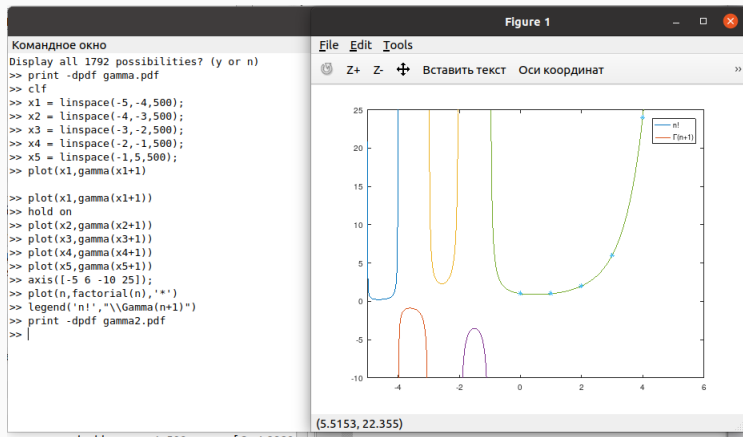 Командное окно
Display all 1792 possibilities? (y or n)
>> print -dpdf gamma.pdf
>> clf
>> x1 = linspace(-5,-4,500);
>> x2 = linspace(-4,-3,500);
>> x3 = linspace(-3,-2,500);
>> x4 = linspace(-2,-1,500);
>> x5 = linspace(-1,5,500);
>> plot(x1,gamma(x1+1)
>> plot(x1,gamma(x1+1))
>> hold on
>> plot(x2,gamma(x2+1))
>> plot(x3,gamma(x3+1))
>> plot(x4,gamma(x4+1))
>> plot(x5,gamma(x5+1))
>> axis([-5 6 -10 25]);
>> plot(n,factorial(n),'*')
>> legend('n!',"\\Gamma(n+1)")
>> print -dpdf gamma2.pdf
>>
Figure 1
File Edit Tools
Z+ Z- Вставить текст Оси координат »
25
20
15
10
5
0
-5
-10
-4 -2 0 2 4 6
n!
Γ(n+1)
(5.5153, 22.355)